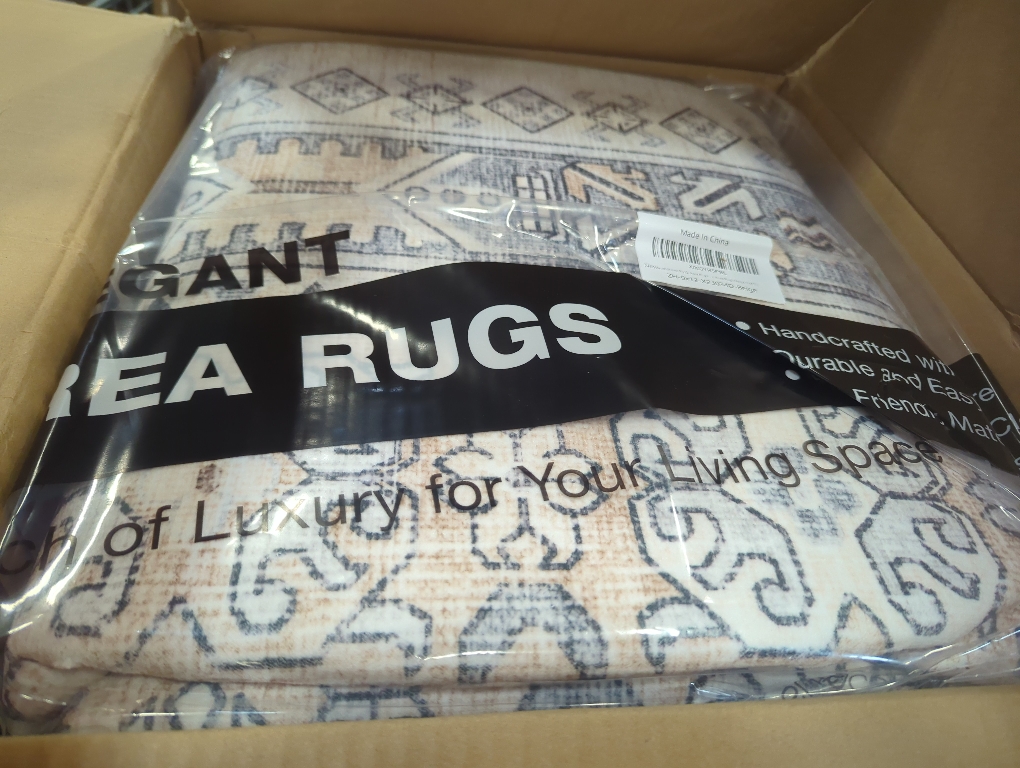 EGANT
REA RUGS
Made in China
Handcrafted with
Durable and Easy
Friendly Mat
ch of Luxury for Your Living Space